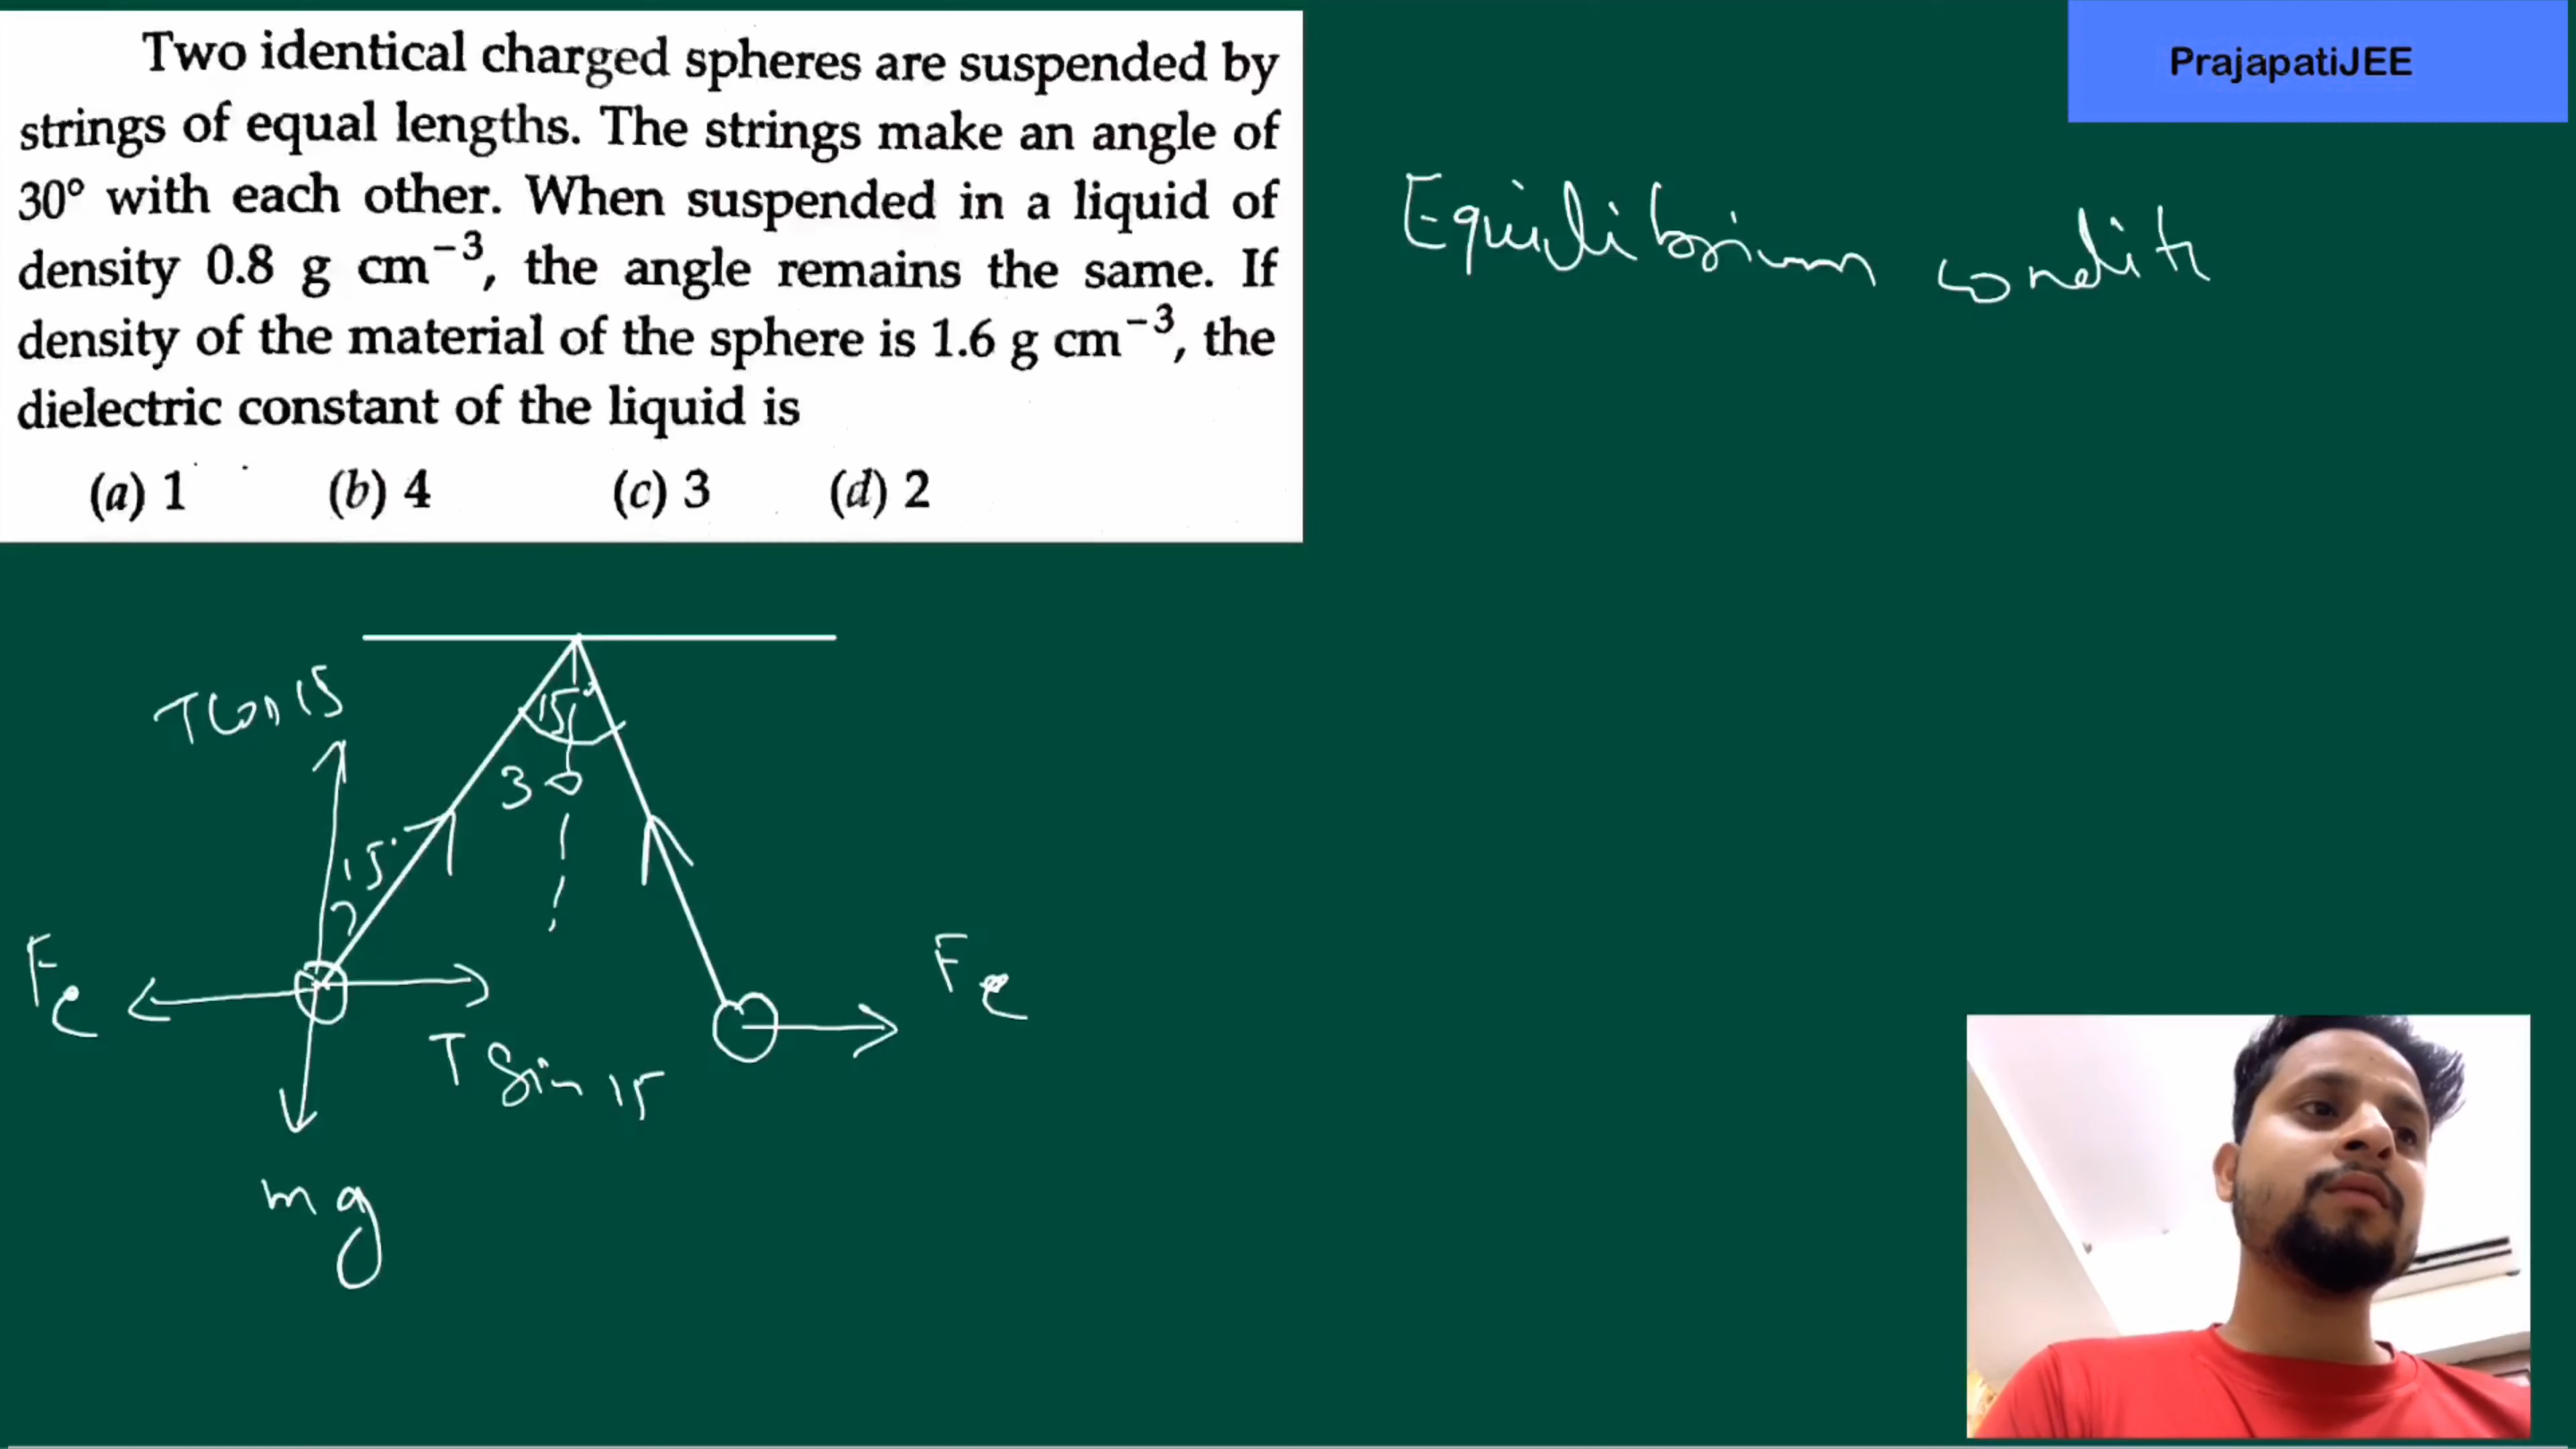 Two identical charged spheres are suspended by
strings of equal lengths. The strings make an angle of
30° with each other. When suspended in a liquid of
density 0.8 g cm⁻³, the angle remains the same. If
density of the material of the sphere is 1.6 g cm⁻³, the
dielectric constant of the liquid is
(a) 1 (b) 4 (c) 3 (d) 2
PrajapatiJEE
Equilibrium conditi
T cos 15
15°
30
15°
Fe
Fe
T sin 15
mg